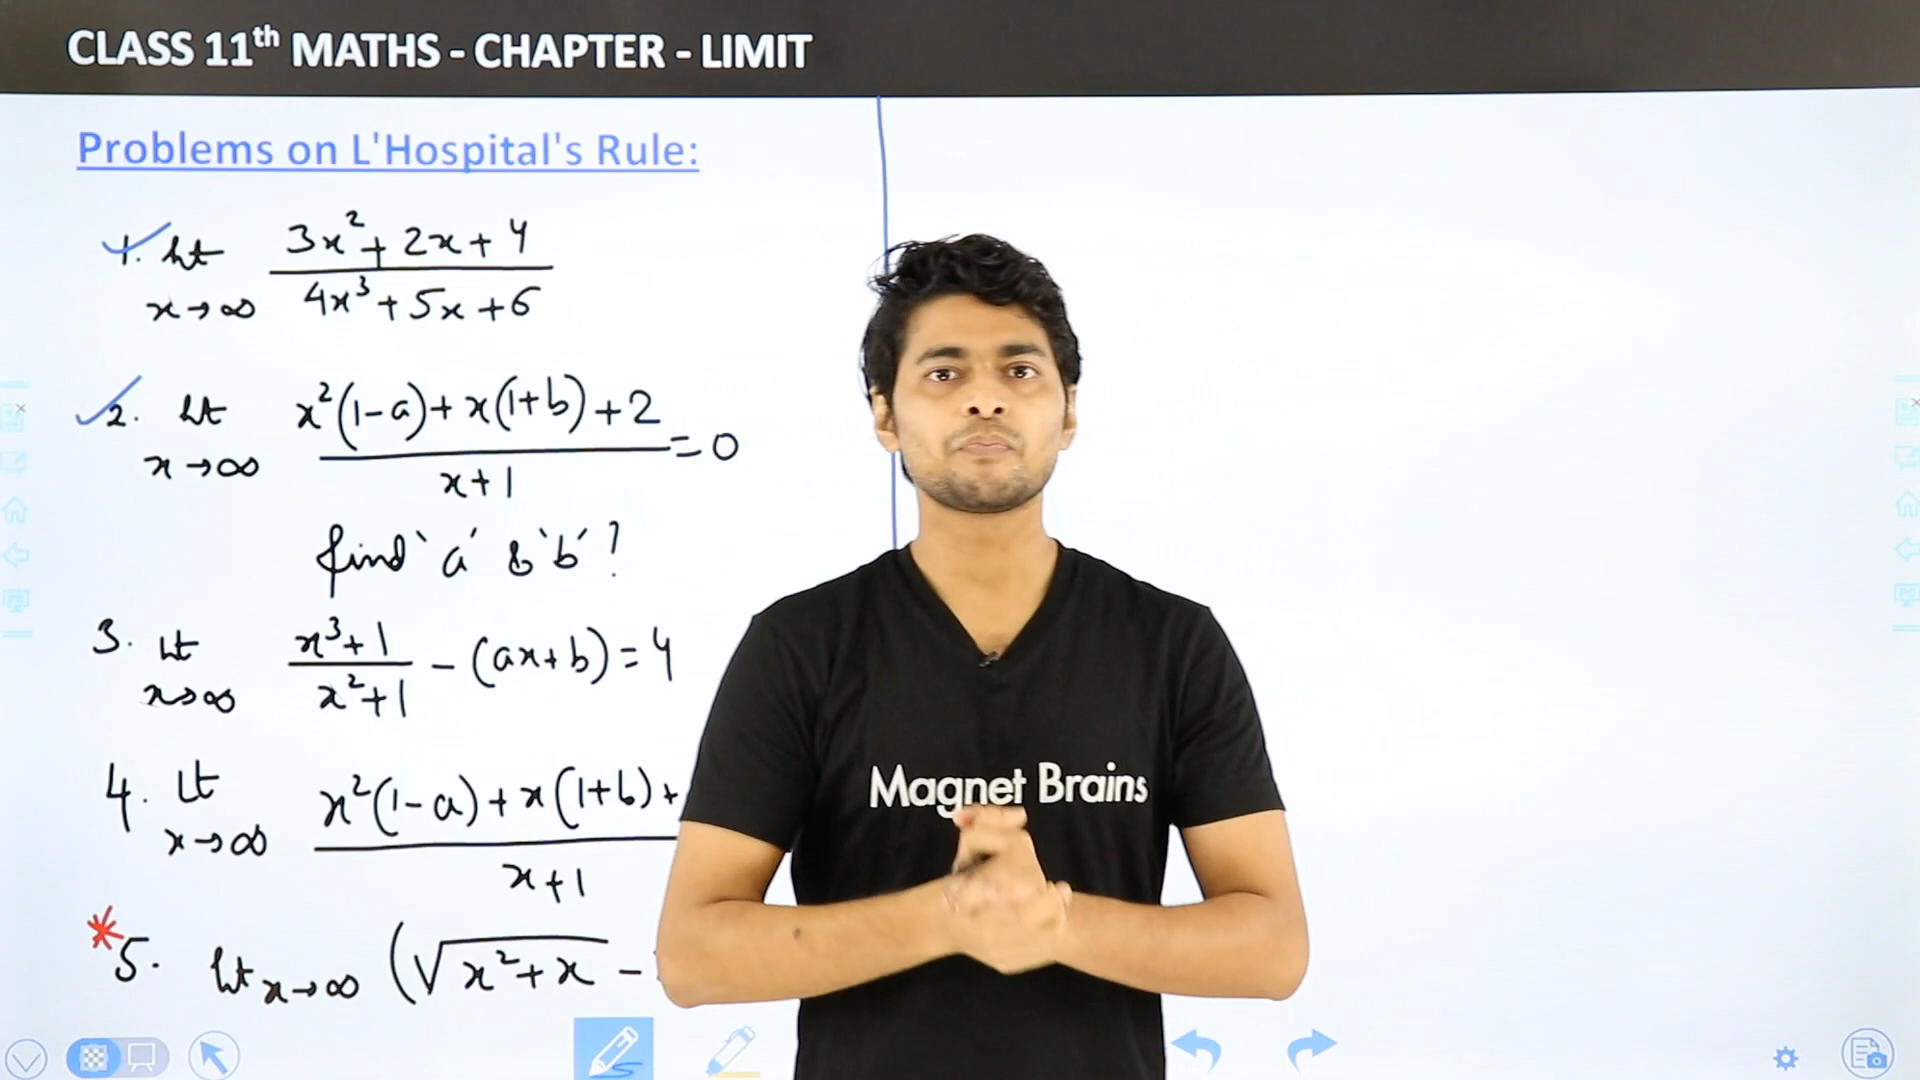 CLASS 11th MATHS - CHAPTER - LIMIT
Problems on L'Hospital's Rule:
1. Lt x→∞ (3x² + 2x + 4)/(4x³ + 5x + 6)
2. Lt x→∞ (x²(1-a) + x(1+b) + 2)/(x+1) = 0
find 'a' & 'b' ?
3. Lt x→∞ (x³+1)/(x²+1) - (ax+b) = 4
4. Lt x→∞ (x²(1-a) + x(1+b) +)/(x+1)
*5. Lt x→∞ (√(x²+x) -
Magnet Brains